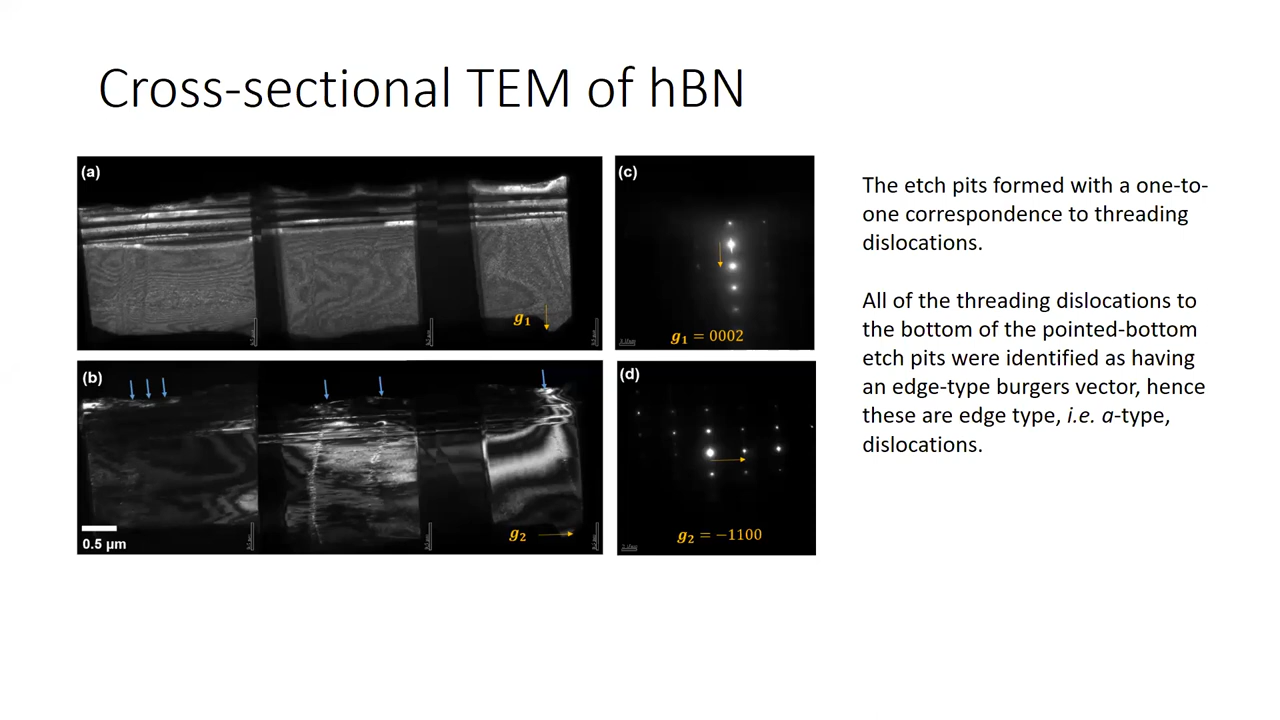 Cross-sectional TEM of hBN
(a)
g₁
(b)
0.5 µm
g₂
(c)
g₁ = 0002
(d)
g₂ = −1100
The etch pits formed with a one-to-
one correspondence to threading
dislocations.
All of the threading dislocations to
the bottom of the pointed-bottom
etch pits were identified as having
an edge-type burgers vector, hence
these are edge type, i.e. a-type,
dislocations.